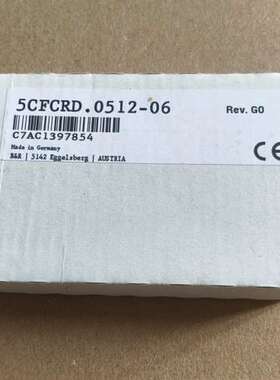 5CFCRD.0512-06
Rev. G0
C7AC1397854
Made in Germany
B&R | 5142 Eggelsberg | AUSTRIA
CE